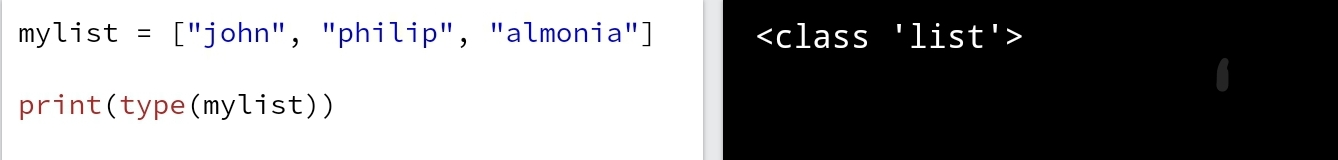 mylist = ["john", "philip", "almonia"]
print(type(mylist))
<class 'list'>